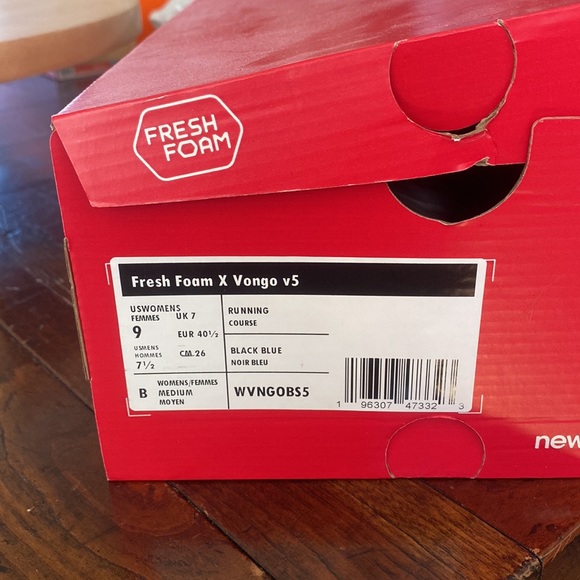 FRESH
FOAM
Fresh Foam X Vongo v5
USWOMENS
FEMMES
9
UK 7
EUR 40½
USMENS
HOMMES
7½
CM.26
B
WOMENS/FEMMES
MEDIUM
MOYEN
RUNNING
COURSE
BLACK BLUE
NOIR BLEU
WVNGOBS5
1 96307 47332 3
new